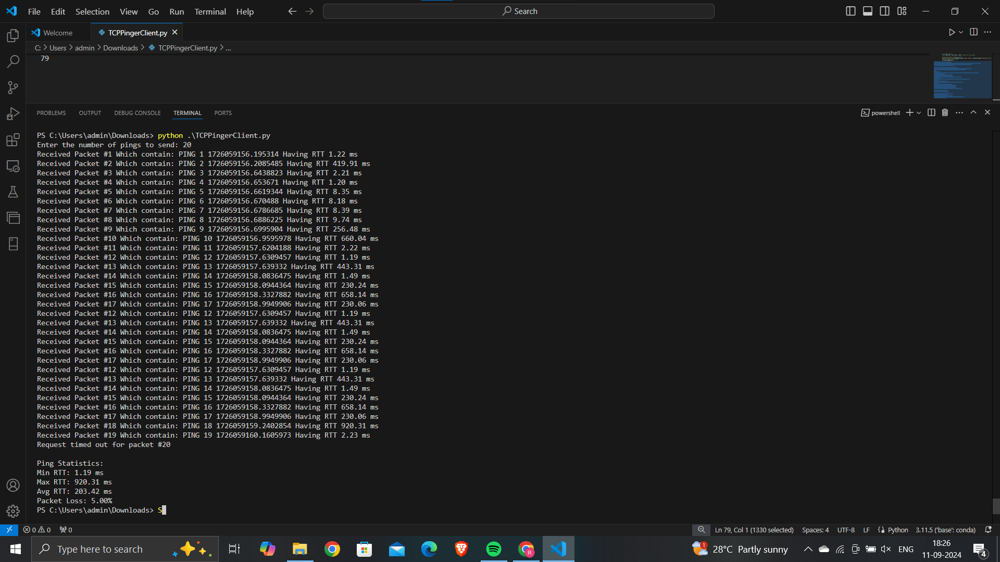 File Edit Selection View Go Run Terminal Help Search
Welcome TCPPingerClient.py
C: > Users > admin > Downloads > TCPPingerClient.py > ...
79
PROBLEMS OUTPUT DEBUG CONSOLE TERMINAL PORTS powershell
PS C:\Users\admin\Downloads> python .\TCPPingerClient.py
Enter the number of pings to send: 20
Received Packet #1 Which contain: PING 1 1726059156.195314 Having RTT 1.22 ms
Received Packet #2 Which contain: PING 2 1726059156.2085485 Having RTT 419.91 ms
Received Packet #3 Which contain: PING 3 1726059156.6438823 Having RTT 2.21 ms
Received Packet #4 Which contain: PING 4 1726059156.653671 Having RTT 1.20 ms
Received Packet #5 Which contain: PING 5 1726059156.6619344 Having RTT 8.35 ms
Received Packet #6 Which contain: PING 6 1726059156.670488 Having RTT 8.18 ms
Received Packet #7 Which contain: PING 7 1726059156.6786685 Having RTT 8.39 ms
Received Packet #8 Which contain: PING 8 1726059156.6886225 Having RTT 9.74 ms
Received Packet #9 Which contain: PING 9 1726059156.6995904 Having RTT 256.48 ms
Received Packet #10 Which contain: PING 10 1726059156.9595978 Having RTT 660.04 ms
Received Packet #11 Which contain: PING 11 1726059157.6204188 Having RTT 2.22 ms
Received Packet #12 Which contain: PING 12 1726059157.6309457 Having RTT 1.19 ms
Received Packet #13 Which contain: PING 13 1726059157.639332 Having RTT 443.31 ms
Received Packet #14 Which contain: PING 14 1726059158.0836475 Having RTT 1.49 ms
Received Packet #15 Which contain: PING 15 1726059158.0944364 Having RTT 230.24 ms
Received Packet #16 Which contain: PING 16 1726059158.3327882 Having RTT 658.14 ms
Received Packet #17 Which contain: PING 17 1726059158.9949906 Having RTT 230.06 ms
Received Packet #12 Which contain: PING 12 1726059157.6309457 Having RTT 1.19 ms
Received Packet #13 Which contain: PING 13 1726059157.639332 Having RTT 443.31 ms
Received Packet #14 Which contain: PING 14 1726059158.0836475 Having RTT 1.49 ms
Received Packet #15 Which contain: PING 15 1726059158.0944364 Having RTT 230.24 ms
Received Packet #16 Which contain: PING 16 1726059158.3327882 Having RTT 658.14 ms
Received Packet #17 Which contain: PING 17 1726059158.9949906 Having RTT 230.06 ms
Received Packet #12 Which contain: PING 12 1726059157.6309457 Having RTT 1.19 ms
Received Packet #13 Which contain: PING 13 1726059157.639332 Having RTT 443.31 ms
Received Packet #14 Which contain: PING 14 1726059158.0836475 Having RTT 1.49 ms
Received Packet #15 Which contain: PING 15 1726059158.0944364 Having RTT 230.24 ms
Received Packet #16 Which contain: PING 16 1726059158.3327882 Having RTT 658.14 ms
Received Packet #17 Which contain: PING 17 1726059158.9949906 Having RTT 230.06 ms
Received Packet #18 Which contain: PING 18 1726059159.2402854 Having RTT 920.31 ms
Received Packet #19 Which contain: PING 19 1726059160.1605973 Having RTT 2.23 ms
Request timed out for packet #20
Ping Statistics:
Min RTT: 1.19 ms
Max RTT: 920.31 ms
Avg RTT: 203.42 ms
Packet Loss: 5.00%
PS C:\Users\admin\Downloads> S
0 0 0 Ln 79, Col 1 (1330 selected) Spaces: 4 UTF-8 LF Python 3.11.5 ('base': conda)
Type here to search R 1 28°C Partly sunny ENG 18:26
11-09-2024 4